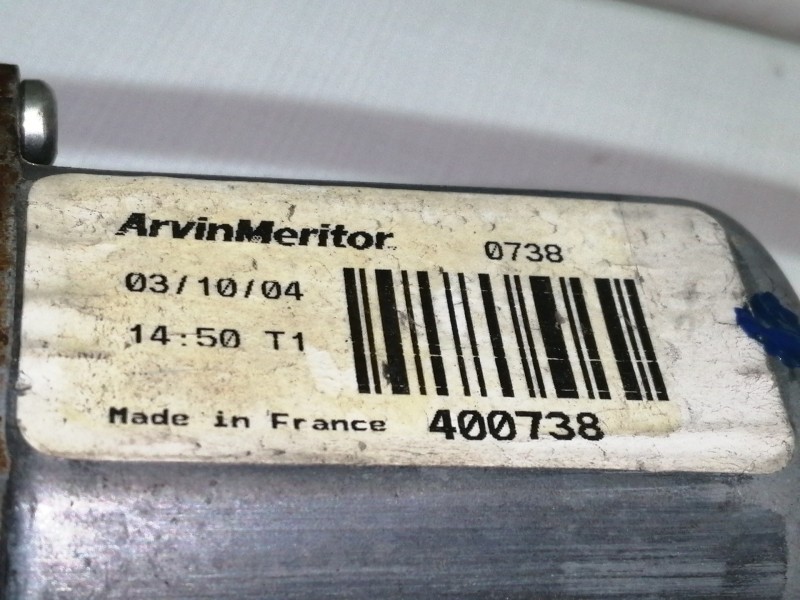 ArvinMeritor 0738
03/10/04
14:50 T1
Made in France 400738